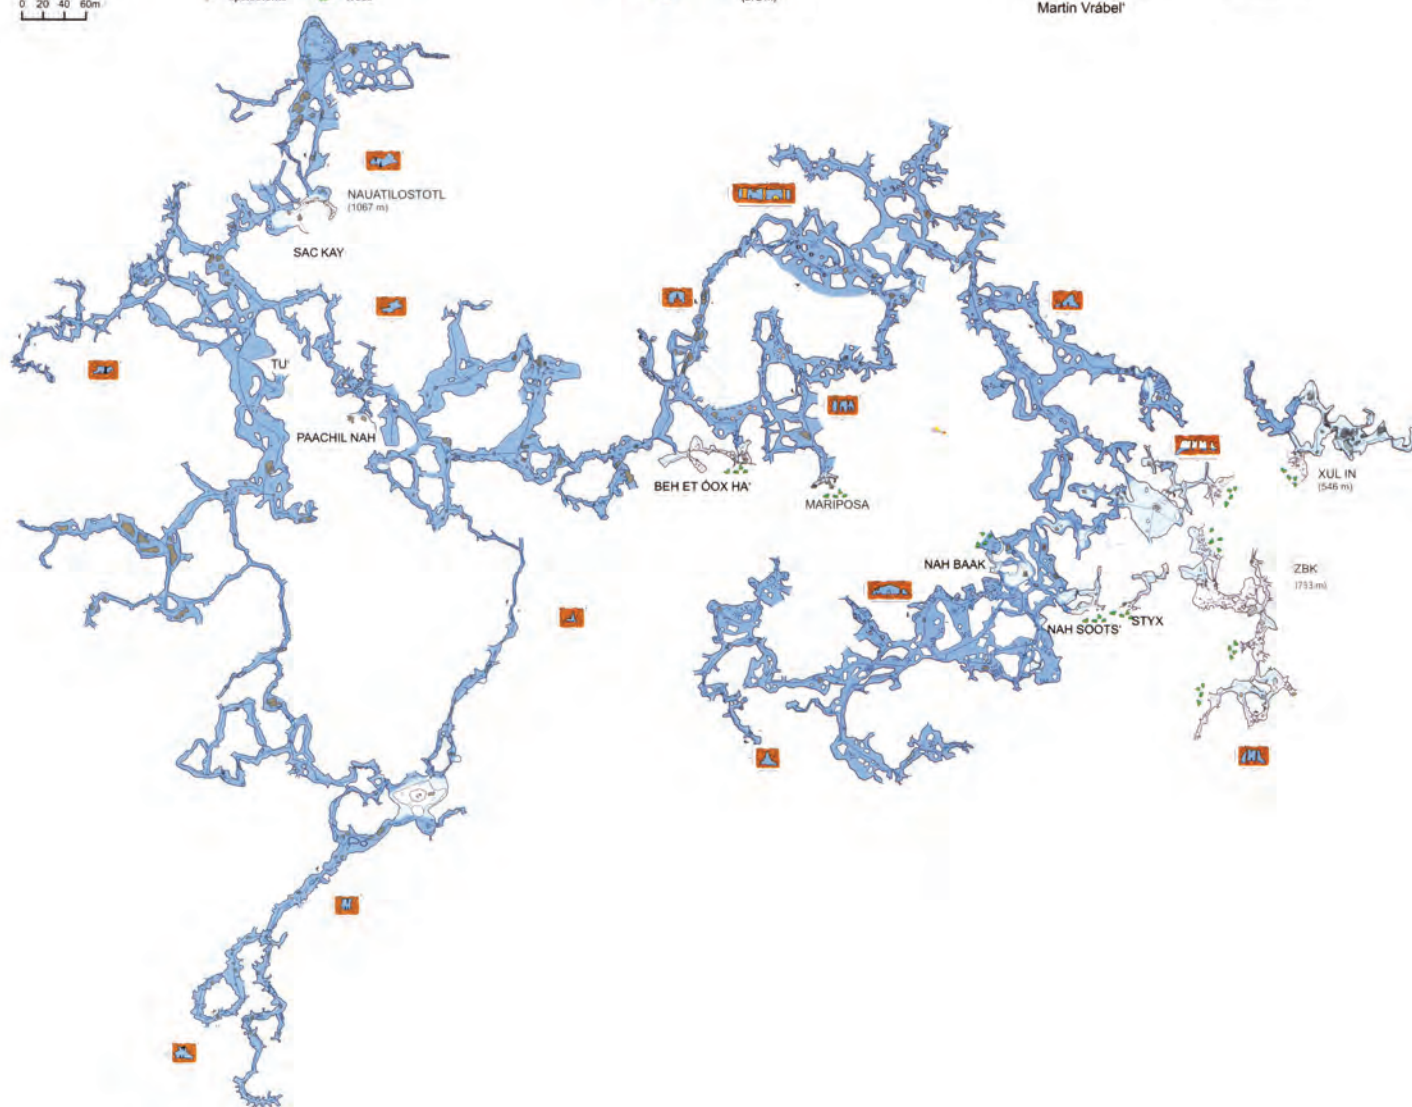 0 20 40 60m
Martin Vrábel'
NAUATILOSTOTL
(1067 m)
SAC KAY
TU'
PAACHIL NAH
BEH ET ÓOX HA'
MARIPOSA
XUL IN
(546 m)
NAH BAAK
ZBK
NAH SOOTS'
STYX